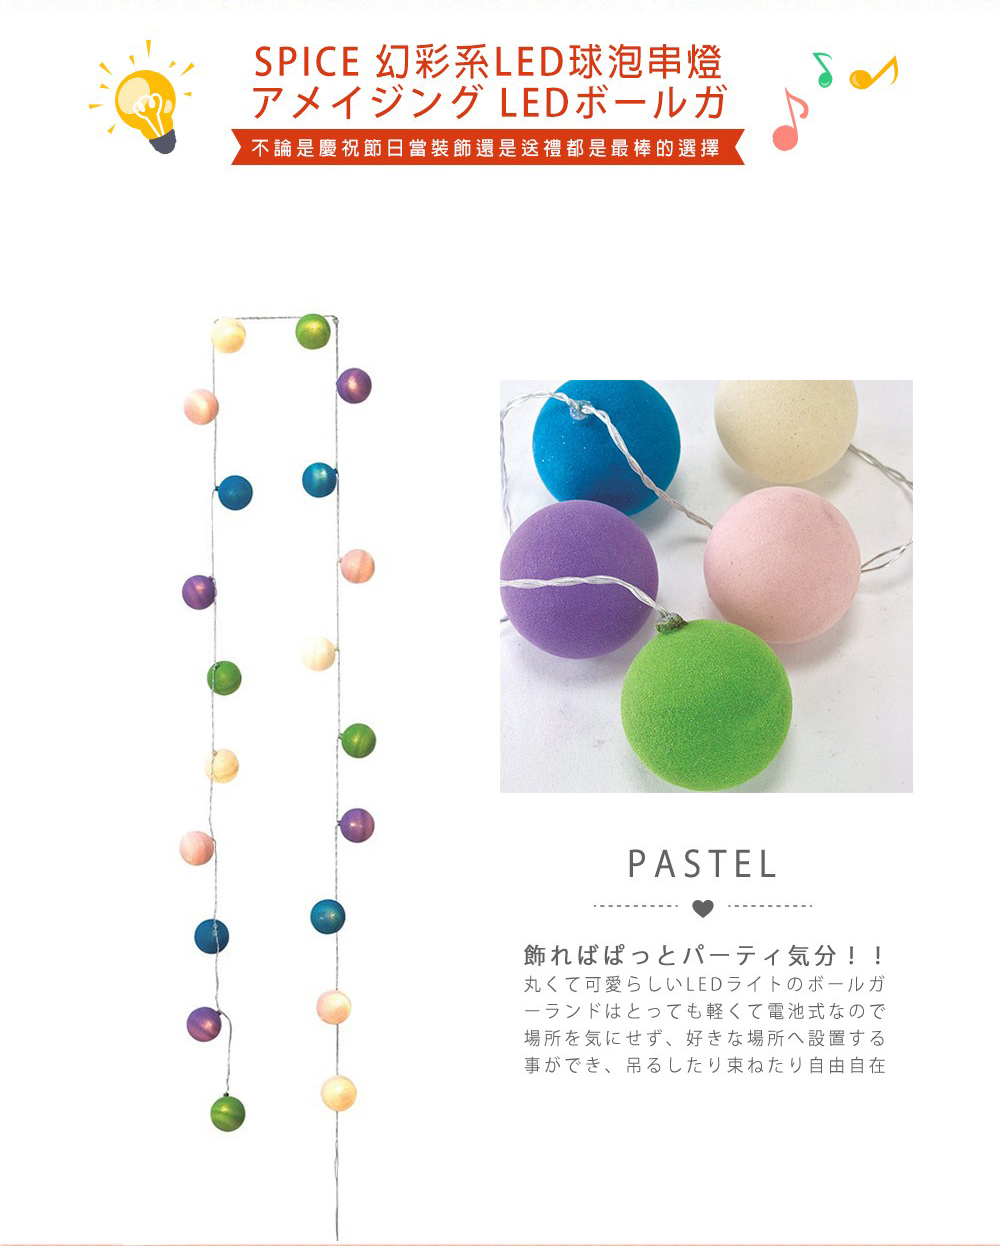 SPICE 幻彩系LED球泡串燈
アメイジング LEDボールガ
不論是慶祝節日當裝飾還是送禮都是最棒的選擇
PASTEL
飾ればぱっとパーティ気分！！
丸くて可愛らしいLEDライトのボールガ
ーランドはとっても軽くて電池式なので
場所を気にせず、好きな場所へ設置する
事ができ、吊るしたり束ねたり自由自在